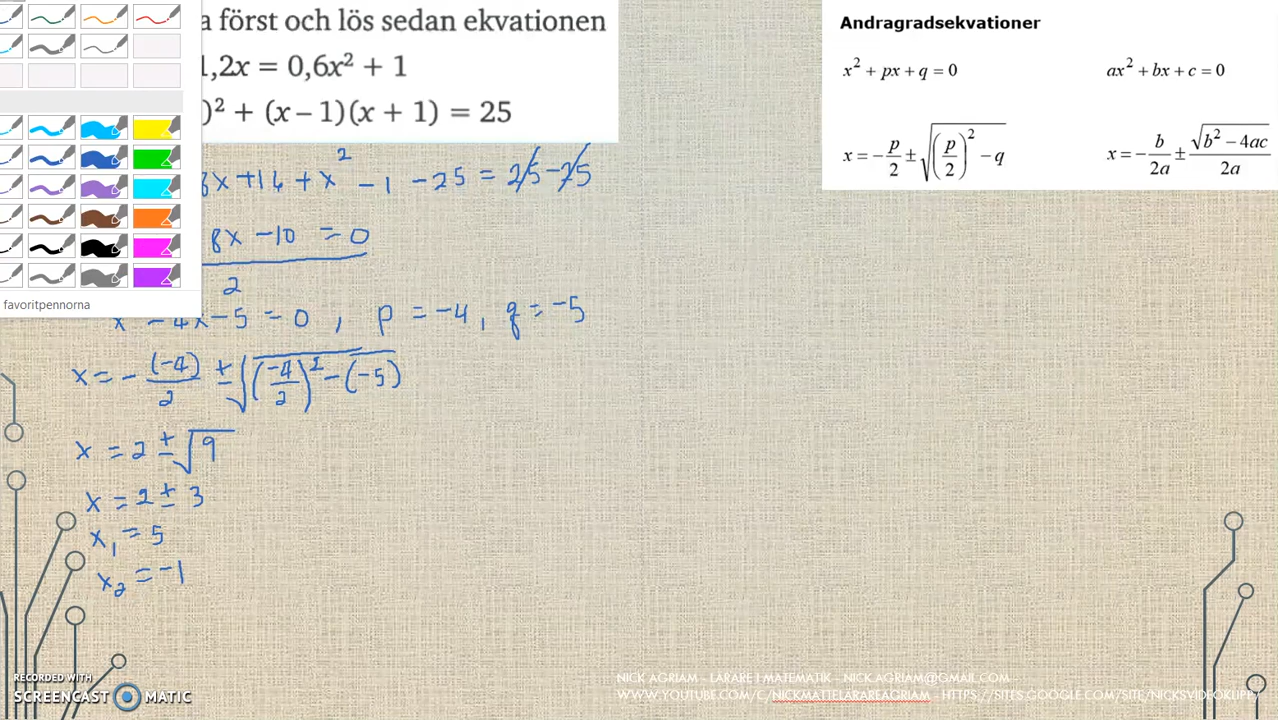 a först och lös sedan ekvationen
1,2x = 0,6x² + 1
)² + (x – 1)(x + 1) = 25
8x + 16 + x² - 1 - 25 = 25 - 25
8x - 10 = 0
2
x² - 4x - 5 = 0 , p = -4, q = -5
x = - (-4)/2 ± √((-4/2)² - (-5))
x = 2 ± √9
x = 2 ± 3
x₁ = 5
x₂ = -1
Andragradsekvationer
x² + px + q = 0
ax² + bx + c = 0
x = - p/2 ± √((p/2)² - q)
x = - b/2a ± √(b² - 4ac)/2a
favoritpennorna
RECORDED WITH
SCREENCAST MATIC
NICK AGRIAM – LÄRARE I MATEMATIK – NICK.AGRIAM@GMAIL.COM
WWW.YOUTUBE.COM/C/NICKMATTELÄRAREAGRIAM - HTTPS://SITES.GOOGLE.COM/SITE/NICKSVIDEOKLIPP/